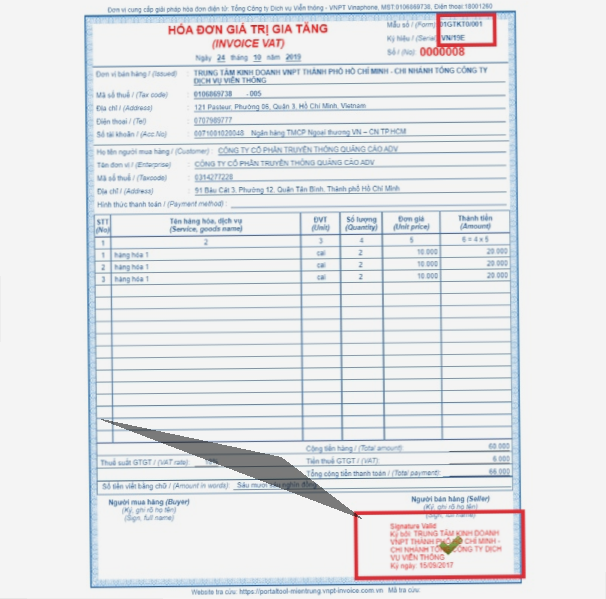 Đơn vị cung cấp giải pháp hóa đơn điện tử: Tổng Công ty Dịch vụ Viễn thông - VNPT Vinaphone, MST:0106869738, Điện thoại:18001260
HÓA ĐƠN GIÁ TRỊ GIA TĂNG
(INVOICE VAT)
Ngày 24 tháng 10 năm 2019
Mẫu số / (Form) 01GTKT0/001
Ký hiệu / (Serial) VN/19E
Số / (No) 0000008
Đơn vị bán hàng / (Issued) : TRUNG TÂM KINH DOANH VNPT THÀNH PHỐ HỒ CHÍ MINH - CHI NHÁNH TỔNG CÔNG TY
DỊCH VỤ VIỄN THÔNG
Mã số thuế / (Tax code) : 0106869738 - 005
Địa chỉ / (Address) : 121 Pasteur, Phường 06, Quận 3, Hồ Chí Minh, Vietnam
Điện thoại / (Tel) : 0707989777
Số tài khoản / (Acc.No) : 0071001020048 Ngân hàng TMCP Ngoại thương VN – CN TP.HCM
Họ tên người mua hàng / (Customer) : CÔNG TY CỔ PHẦN TRUYỀN THÔNG QUẢNG CÁO ADV
Tên đơn vị / (Enterprise) : CÔNG TY CỔ PHẦN TRUYỀN THÔNG QUẢNG CÁO ADV
Mã số thuế / (Taxcode) : 0314277228
Địa chỉ / (Address) : 51 Bàu Cát 3, Phường 12, Quận Tân Bình, Thành phố Hồ Chí Minh
Hình thức thanh toán / (Payment method) :
STT Tên hàng hóa, dịch vụ ĐVT Số lượng Đơn giá Thành tiền
(No) (Service, goods name) (Unit) (Quantity) (Unit price) (Amount)
1 2 3 4 5 6 = 4 x 5
1 hàng hóa 1 cai 2 10.000 20.000
2 hàng hóa 1 cai 2 10.000 20.000
3 hàng hóa 1 cai 2 10.000 20.000
Cộng tiền hàng / (Total amount): 60.000
Thuế suất GTGT / (VAT rate): Tiền thuế GTGT / (VAT): 6.000
Tổng cộng tiền thanh toán / (Total payment): 66.000
Số tiền viết bằng chữ / (Amount in words): Sáu mươi nghìn đồng
Người mua hàng (Buyer) Người bán hàng (Seller)
(Ký, ghi rõ họ tên) (Ký, ghi rõ họ tên)
(Sign, full name) (Sign, full name)
Signature Valid
Ký bởi: TRUNG TÂM KINH DOANH
VNPT THÀNH PHỐ HỒ CHÍ MINH -
CHI NHÁNH TỔNG CÔNG TY DỊCH
VỤ VIỄN THÔNG
Ký ngày: 15/09/2017
Website tra cứu: https://portaltool-mientrung.vnpt-invoice.com.vn Mã tra cứu: